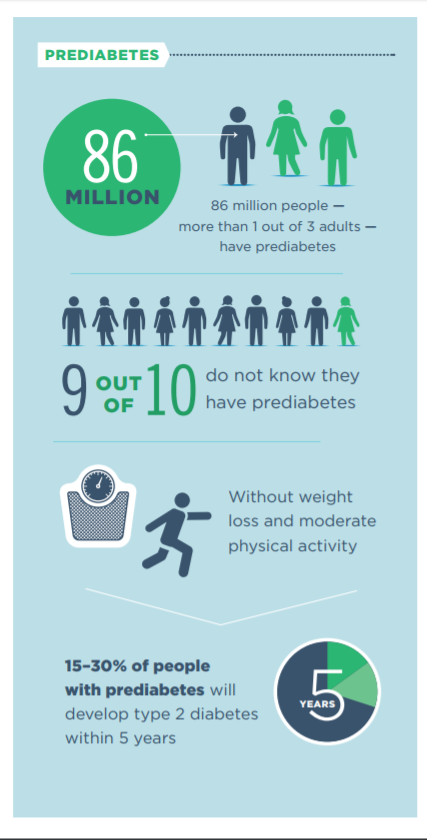 PREDIABETES
86
MILLION
86 million people —
more than 1 out of 3 adults —
have prediabetes
9 OUT OF 10
do not know they
have prediabetes
Without weight
loss and moderate
physical activity
15–30% of people
with prediabetes will
develop type 2 diabetes
within 5 years
5
YEARS